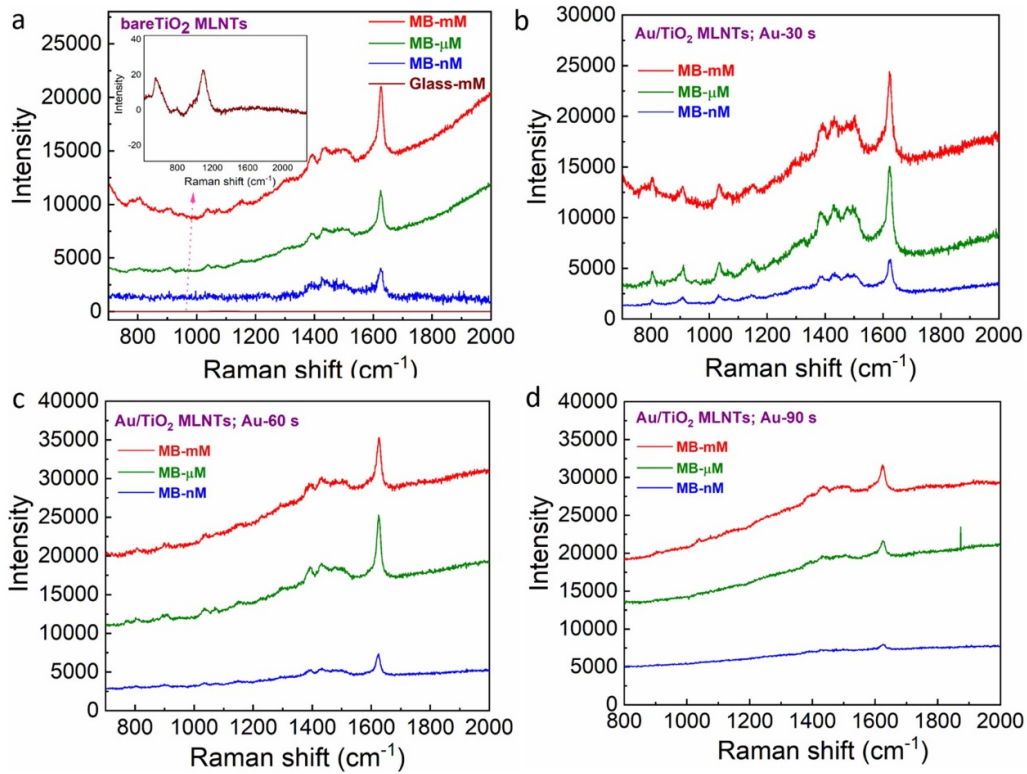 a
bareTiO₂ MLNTs
MB-mM
MB-μM
MB-nM
Glass-mM
Intensity
25000
20000
15000
10000
5000
0
40
20
0
-20
Intensity
800 1200 1600 2000
Raman shift (cm⁻¹)
800 1000 1200 1400 1600 1800 2000
Raman shift (cm⁻¹)
b
Au/TiO₂ MLNTs; Au-30 s
MB-mM
MB-μM
MB-nM
Intensity
30000
25000
20000
15000
10000
5000
0
800 1000 1200 1400 1600 1800 2000
Raman shift (cm⁻¹)
c
Au/TiO₂ MLNTs; Au-60 s
MB-mM
MB-μM
MB-nM
Intensity
40000
35000
30000
25000
20000
15000
10000
5000
0
800 1000 1200 1400 1600 1800 2000
Raman shift (cm⁻¹)
d
Au/TiO₂ MLNTs; Au-90 s
MB-mM
MB-μM
MB-nM
Intensity
40000
35000
30000
25000
20000
15000
10000
5000
0
800 1000 1200 1400 1600 1800 2000
Raman shift (cm⁻¹)